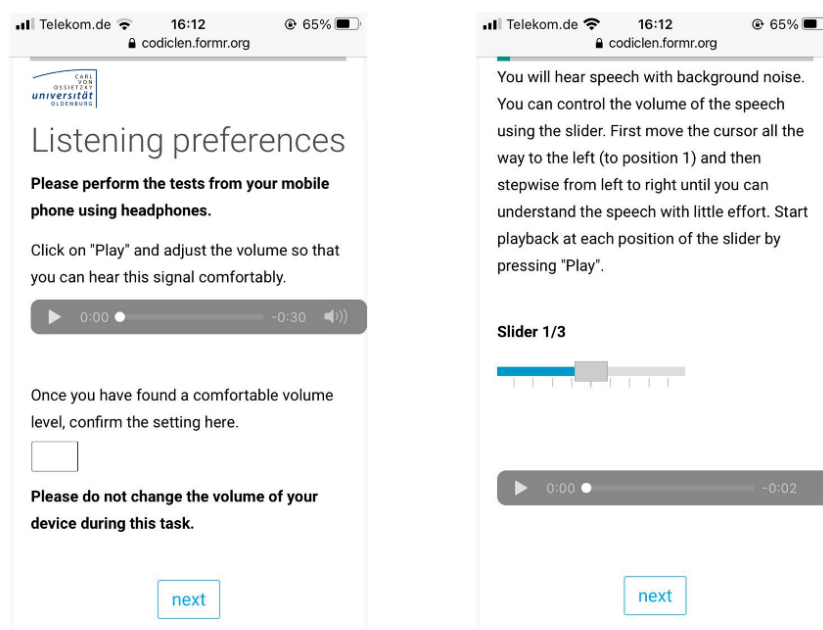 Telekom.de 16:12 65%
codiclen.formr.org
CARL
VON
OSSIETZKY
universität
OLDENBURG
Listening preferences
Please perform the tests from your mobile
phone using headphones.
Click on "Play" and adjust the volume so that
you can hear this signal comfortably.
0:00 -0:30
Once you have found a comfortable volume
level, confirm the setting here.
Please do not change the volume of your
device during this task.
next
Telekom.de 16:12 65%
codiclen.formr.org
You will hear speech with background noise.
You can control the volume of the speech
using the slider. First move the cursor all the
way to the left (to position 1) and then
stepwise from left to right until you can
understand the speech with little effort. Start
playback at each position of the slider by
pressing "Play".
Slider 1/3
0:00 -0:02
next